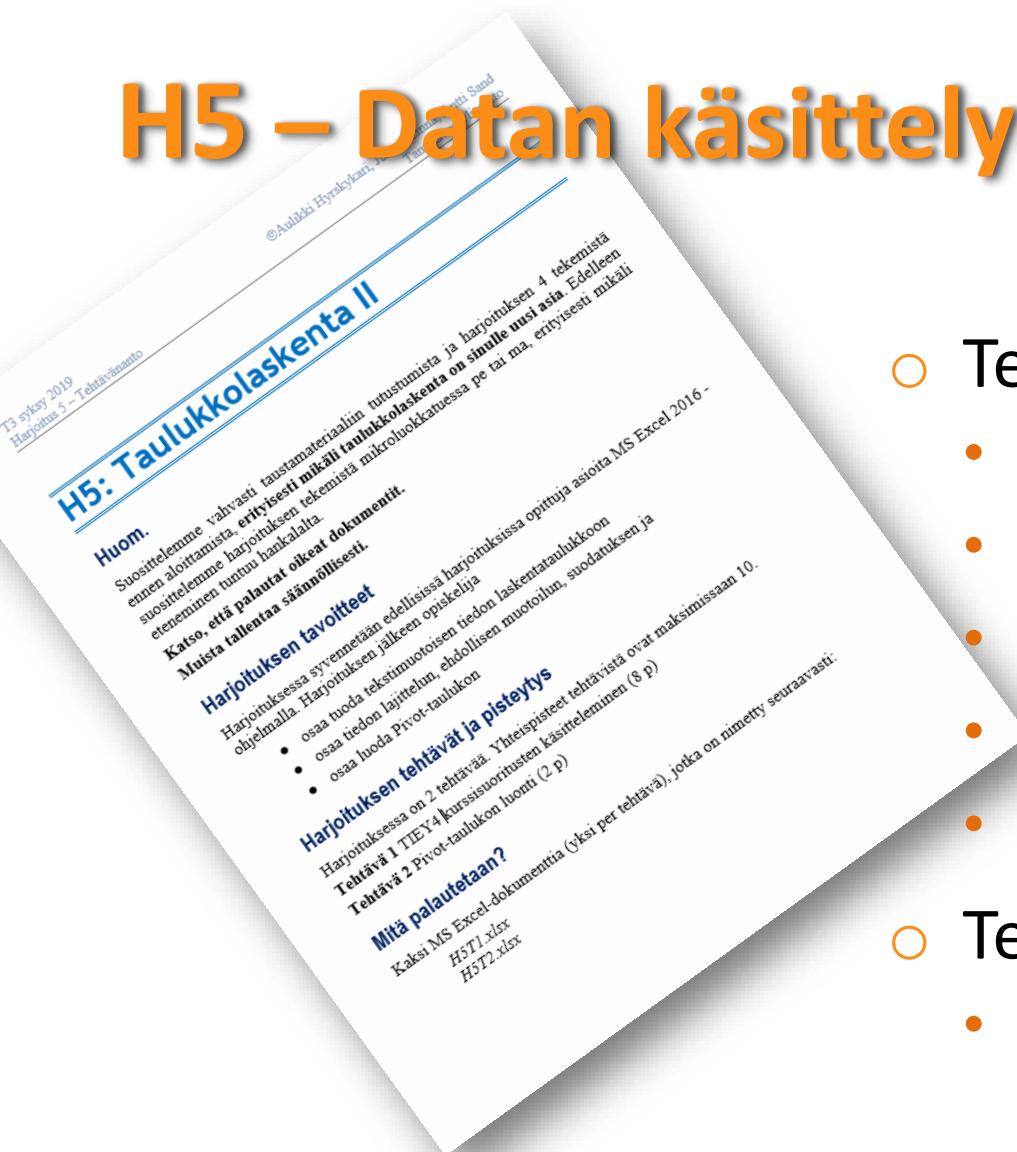 H5 – Datan käsittely
©Aulikki Hyrskykari,
T3 syksy 2019
Harjoitus 5 – Tehtävänanto
H5: Taulukkolaskenta II
Huom.
Suosittelemme vahvasti taustamateriaaliin tutustumista ja harjoituksen 4 tekemistä
ennen aloittamista, erityisesti mikäli taulukkolaskenta on sinulle uusi asia. Edelleen
suosittelemme harjoituksen tekemistä mikroluokkatuessa pe tai ma, erityisesti mikäli
eteneminen tuntuu hankalalta.
Katso, että palautat oikeat dokumentit.
Muista tallentaa säännöllisesti.
Harjoituksen tavoitteet
Harjoituksessa syvennetään edellisissä harjoituksissa opittuja asioita MS Excel 2016 -
ohjelmalla. Harjoituksen jälkeen opiskelija
• osaa tuoda tekstimuotoisen tiedon laskentataulukkoon
• osaa tiedon lajittelun, ehdollisen muotoilun, suodatuksen ja
• osaa luoda Pivot-taulukon
Harjoituksen tehtävät ja pisteytys
Harjoituksessa on 2 tehtävää. Yhteispisteet tehtävistä ovat maksimissaan 10.
Tehtävä 1 TIEY4 kurssisuoritusten käsitteleminen (8 p)
Tehtävä 2 Pivot-taulukon luonti (2 p)
Mitä palautetaan?
Kaksi MS Excel-dokumenttia (yksi per tehtävä), jotka on nimetty seuraavasti:
H5T1.xlsx
H5T2.xlsx